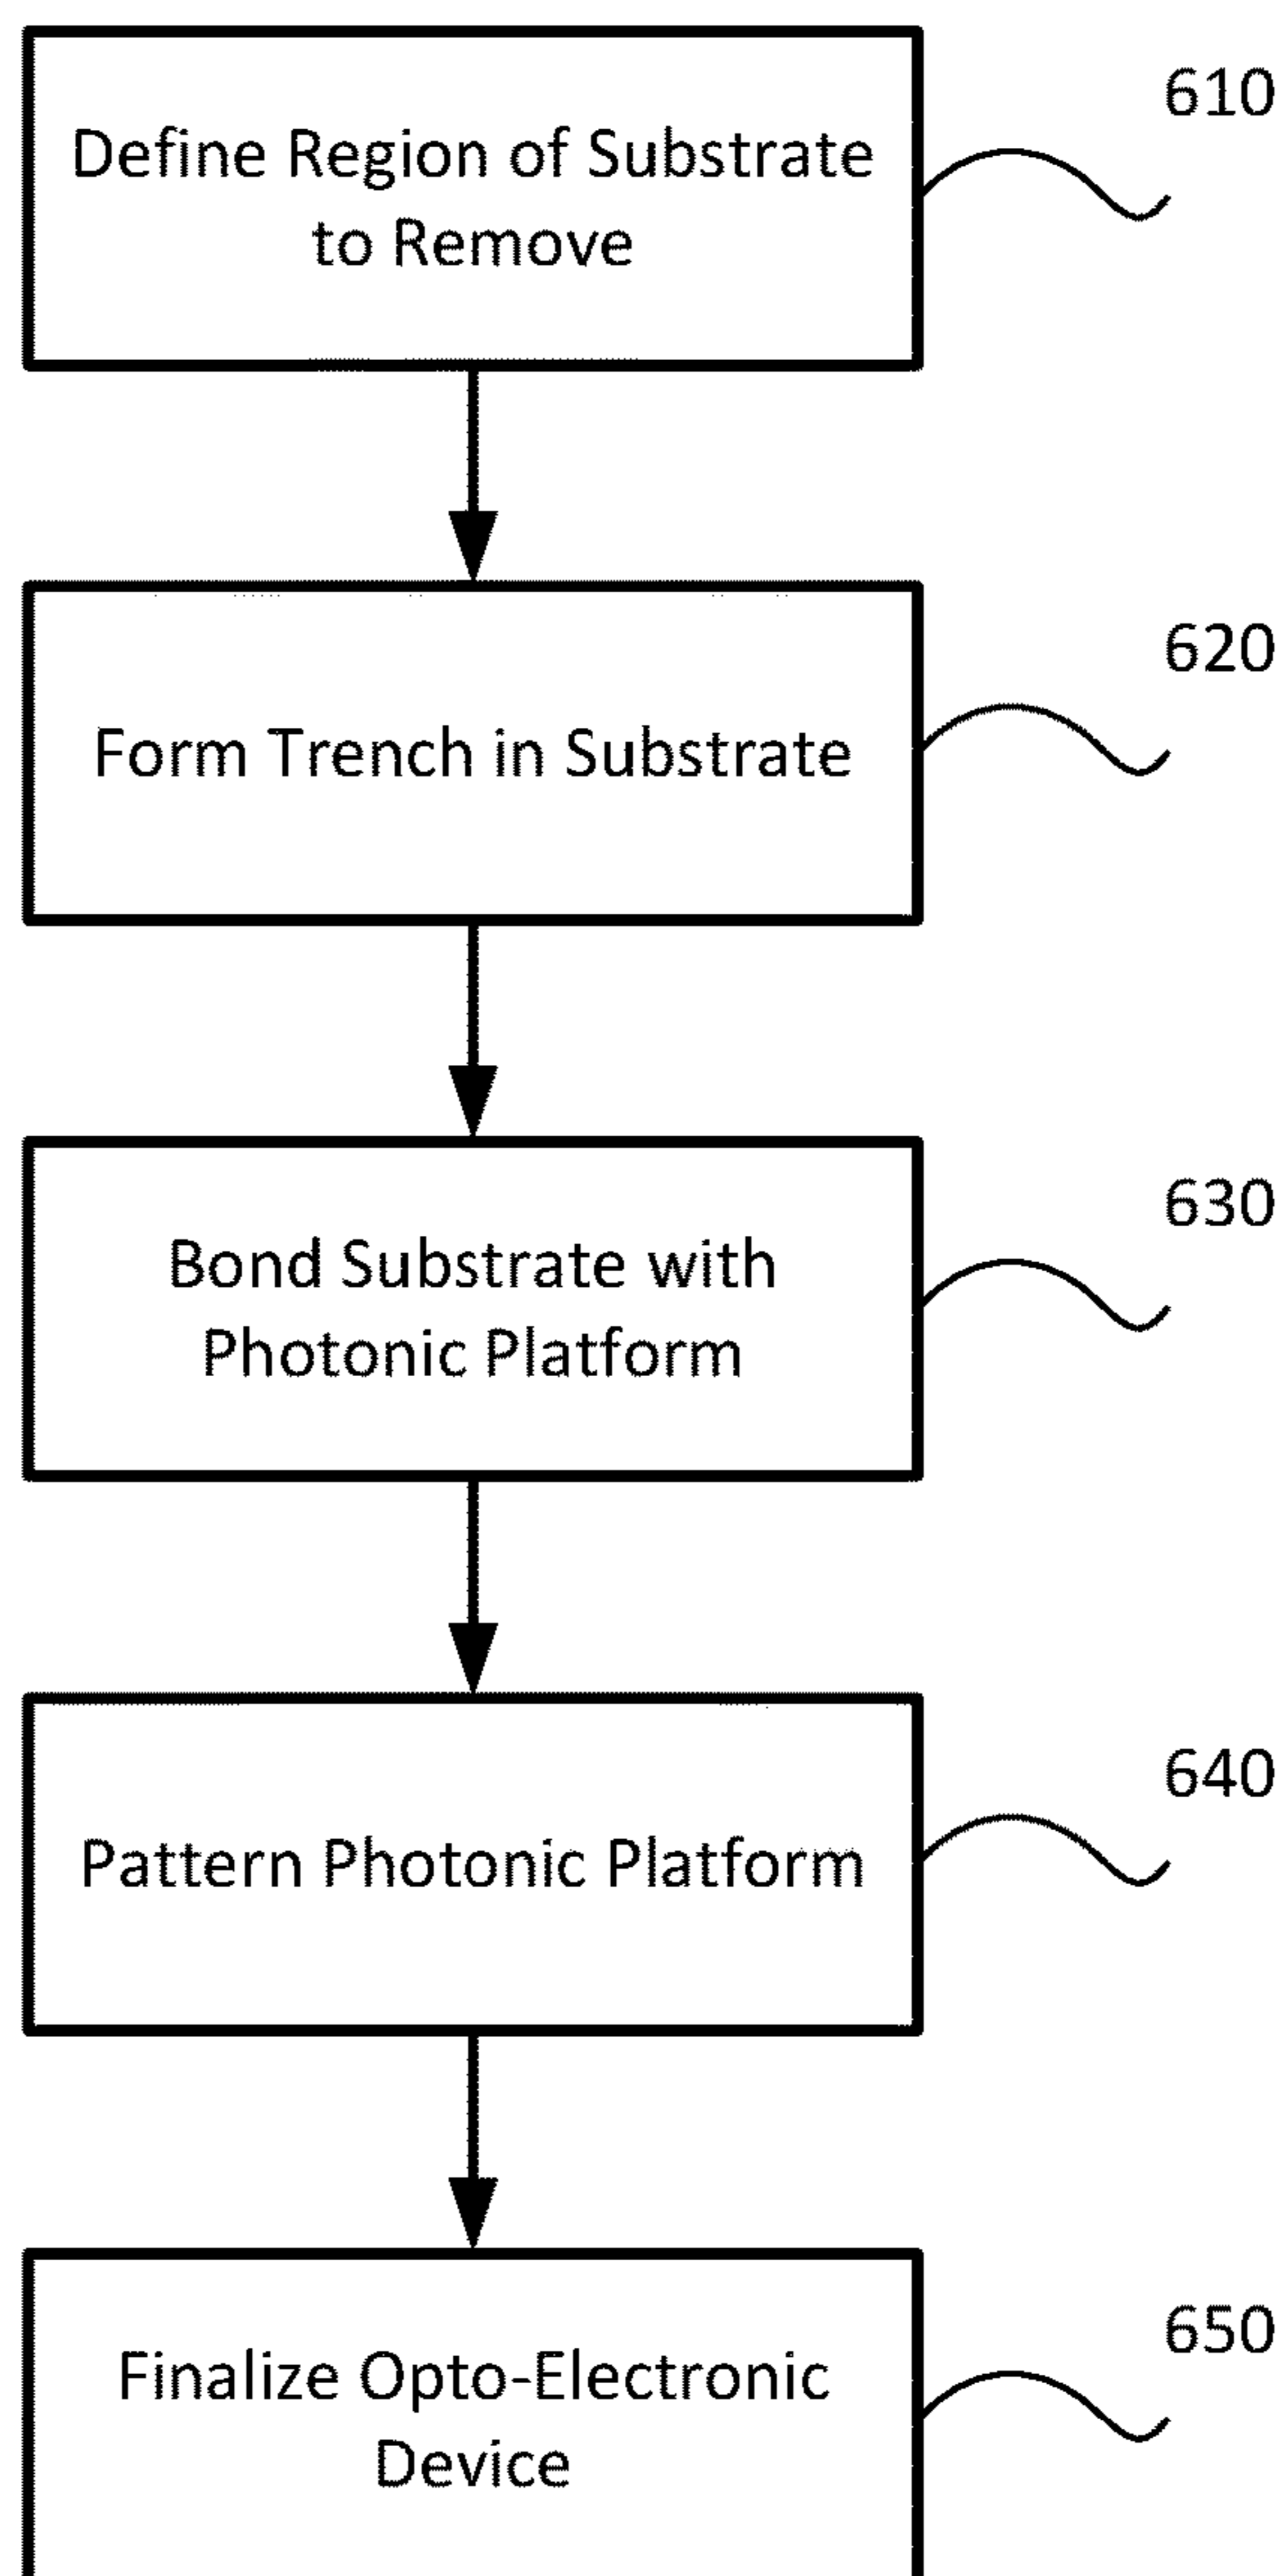 610
Define Region of Substrate
to Remove
620
Form Trench in Substrate
630
Bond Substrate with
Photonic Platform
640
Pattern Photonic Platform
650
Finalize Opto-Electronic
Device